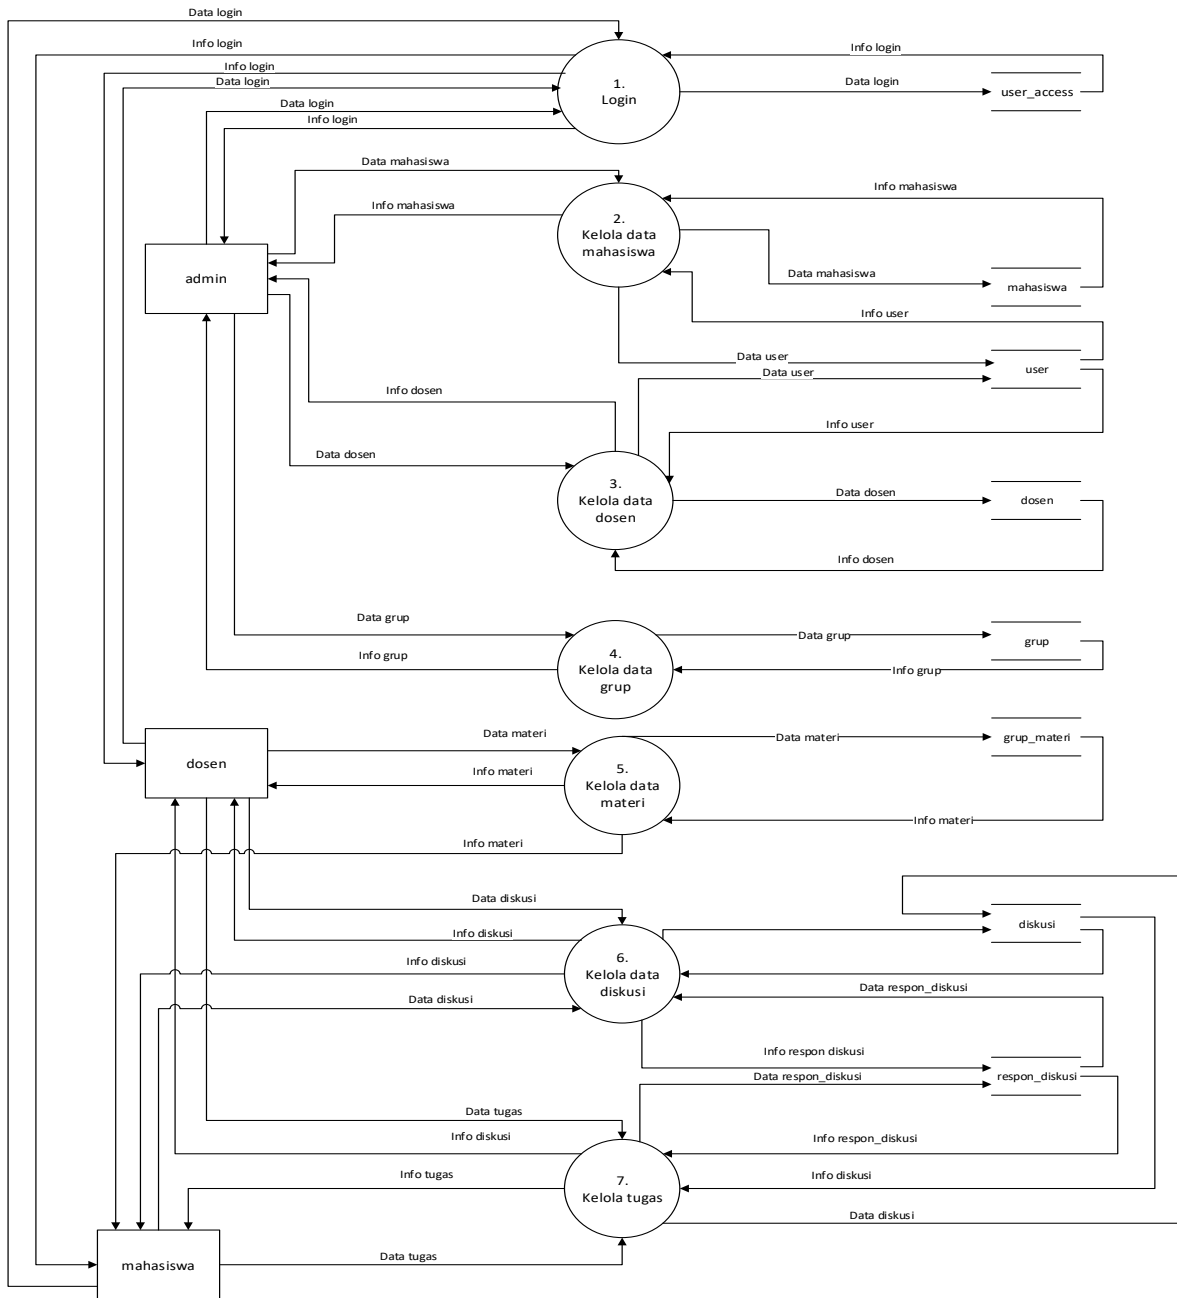 Data login
Info login
Info login
Info login
Data login
Data login
Data login
Info login
1.
Login
user_access
Data mahasiswa
Info mahasiswa
Info mahasiswa
2.
Kelola data
mahasiswa
Data mahasiswa
admin
mahasiswa
Info user
Data user
user
Data user
Info dosen
Info user
Data dosen
3.
Kelola data
dosen
Data dosen
dosen
Info dosen
Data grup
Data grup
grup
Info grup
4.
Kelola data
grup
Info grup
Data materi
Data materi
grup_materi
dosen
Info materi
5.
Kelola data
materi
Info materi
Info materi
Data diskusi
diskusi
Info diskusi
Info diskusi
6.
Kelola data
diskusi
Data diskusi
Data respon_diskusi
Info respon diskusi
Data respon_diskusi
respon_diskusi
Data tugas
Info diskusi
Info respon_diskusi
Info tugas
7.
Kelola tugas
Info diskusi
Data diskusi
mahasiswa
Data tugas